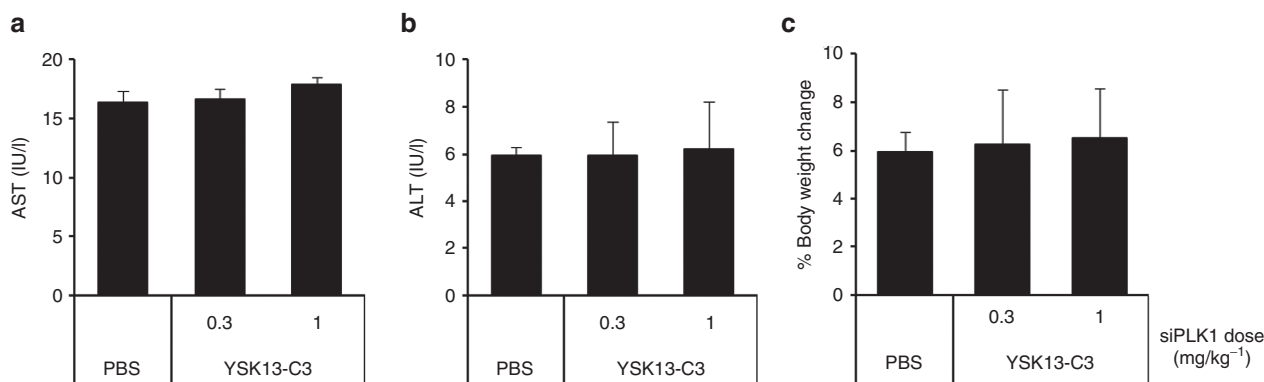 a
20
15
10
5
0
AST (IU/l)
0.3 1
PBS YSK13-C3
b
10
8
6
4
2
0
ALT (IU/l)
0.3 1
PBS YSK13-C3
c
10
8
6
4
2
0
% Body weight change
0.3 1
PBS YSK13-C3
siPLK1 dose
(mg/kg⁻¹)